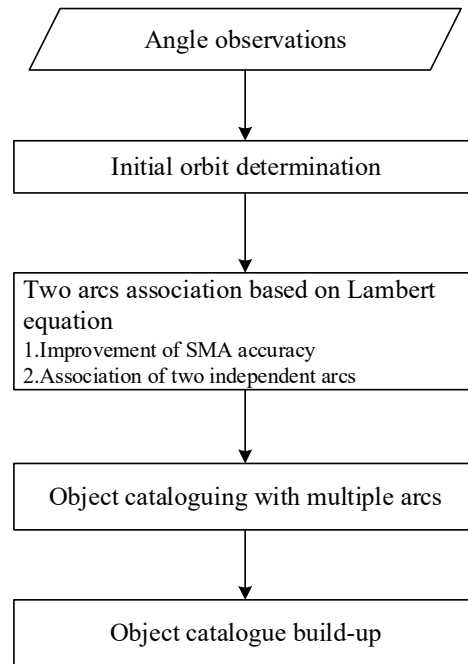 Angle observations
Initial orbit determination
Two arcs association based on Lambert
equation
1.Improvement of SMA accuracy
2.Association of two independent arcs
Object cataloguing with multiple arcs
Object catalogue build-up